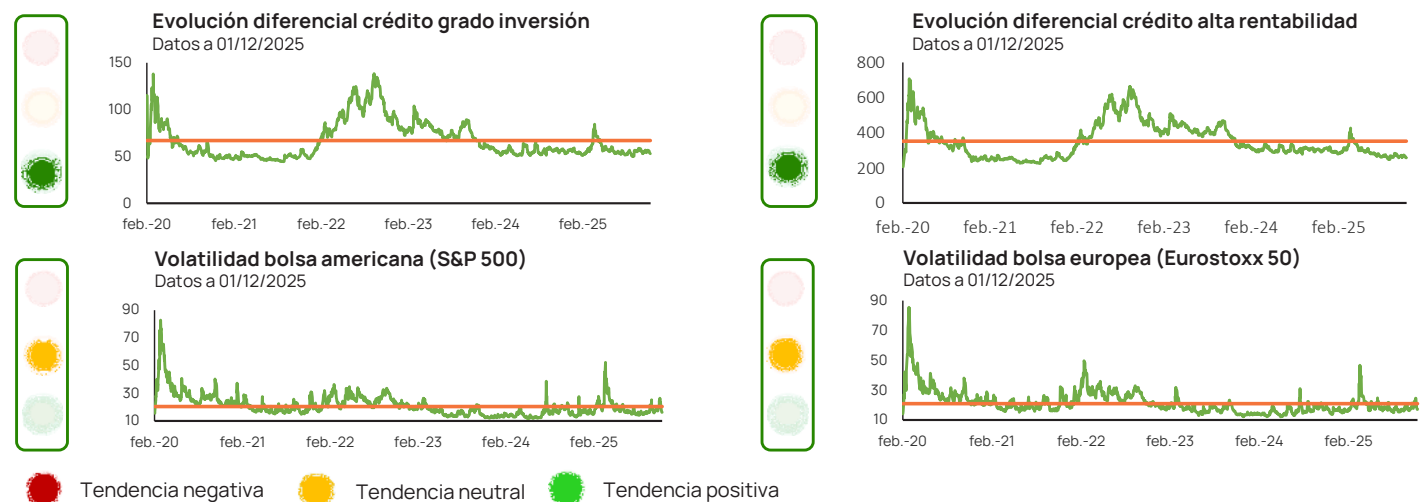 Evolución diferencial crédito grado inversión
Datos a 01/12/2025
150
100
50
0
feb.-20 feb.-21 feb.-22 feb.-23 feb.-24 feb.-25
Evolución diferencial crédito alta rentabilidad
Datos a 01/12/2025
800
600
400
200
0
feb.-20 feb.-21 feb.-22 feb.-23 feb.-24 feb.-25
Volatilidad bolsa americana (S&P 500)
Datos a 01/12/2025
90
70
50
30
10
feb.-20 feb.-21 feb.-22 feb.-23 feb.-24 feb.-25
Volatilidad bolsa europea (Eurostoxx 50)
Datos a 01/12/2025
90
70
50
30
10
feb.-20 feb.-21 feb.-22 feb.-23 feb.-24 feb.-25
Tendencia negativa Tendencia neutral Tendencia positiva